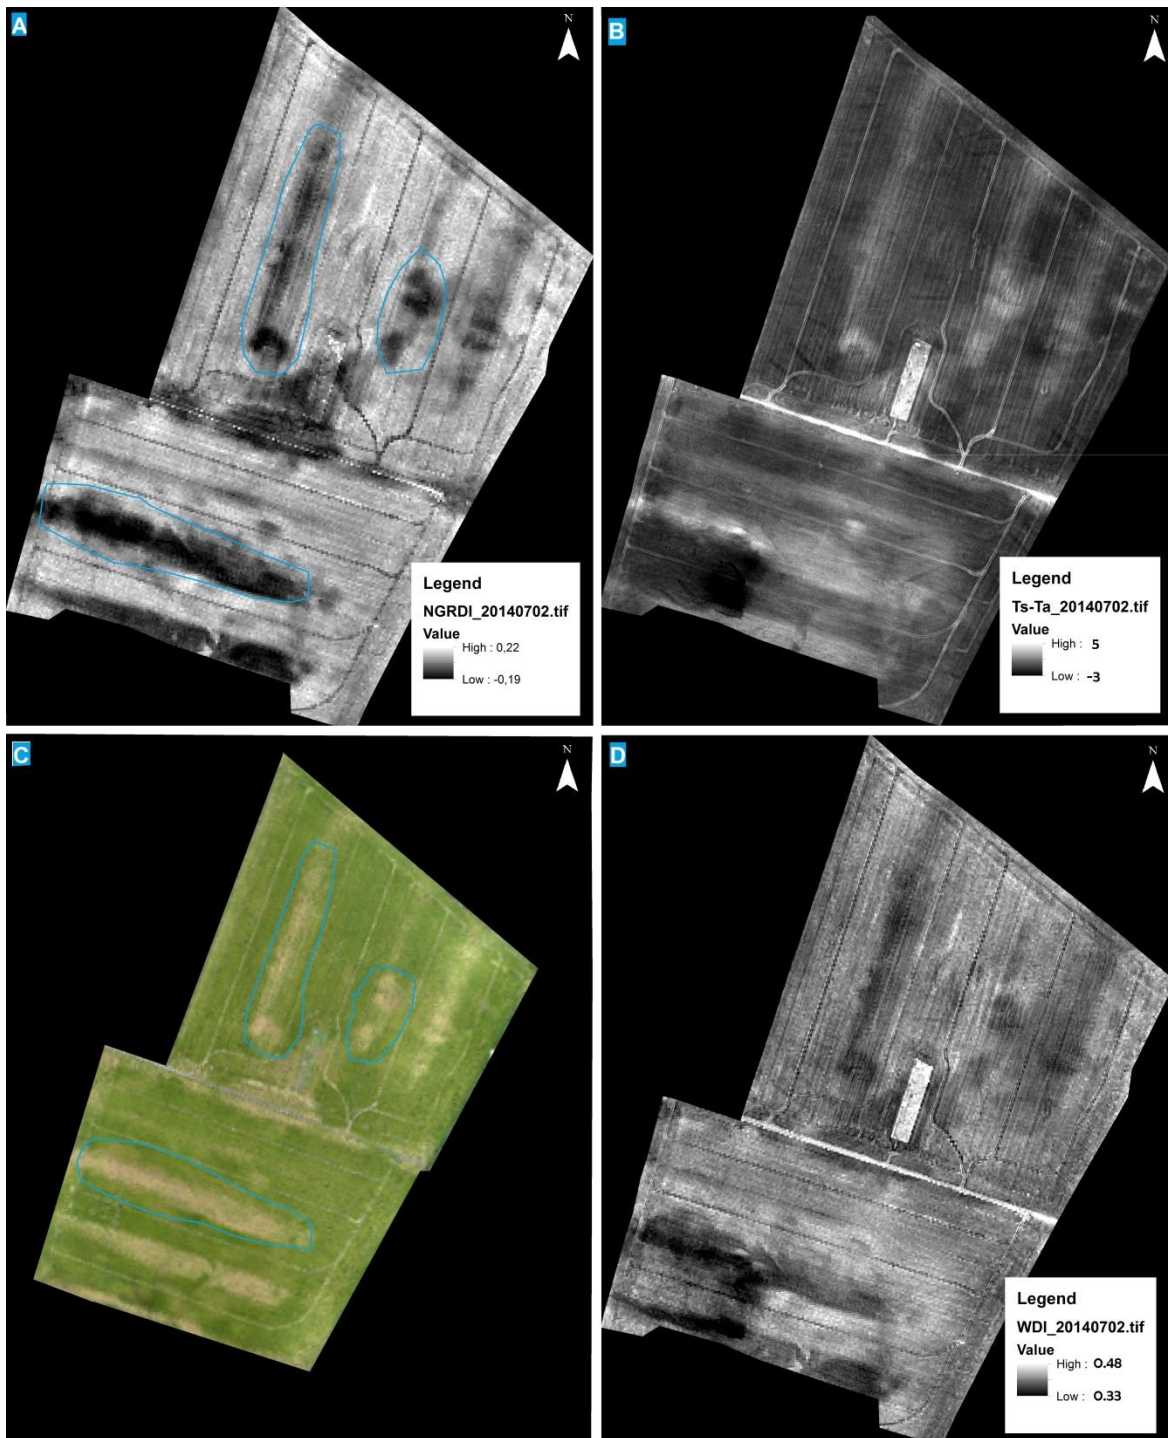 A
N
Legend
NGRDI_20140702.tif
Value
High : 0,22
Low : -0,19
B
N
Legend
Ts-Ta_20140702.tif
Value
High : 5
Low : -3
C
N
D
N
Legend
WDI_20140702.tif
Value
High : 0.48
Low : 0.33